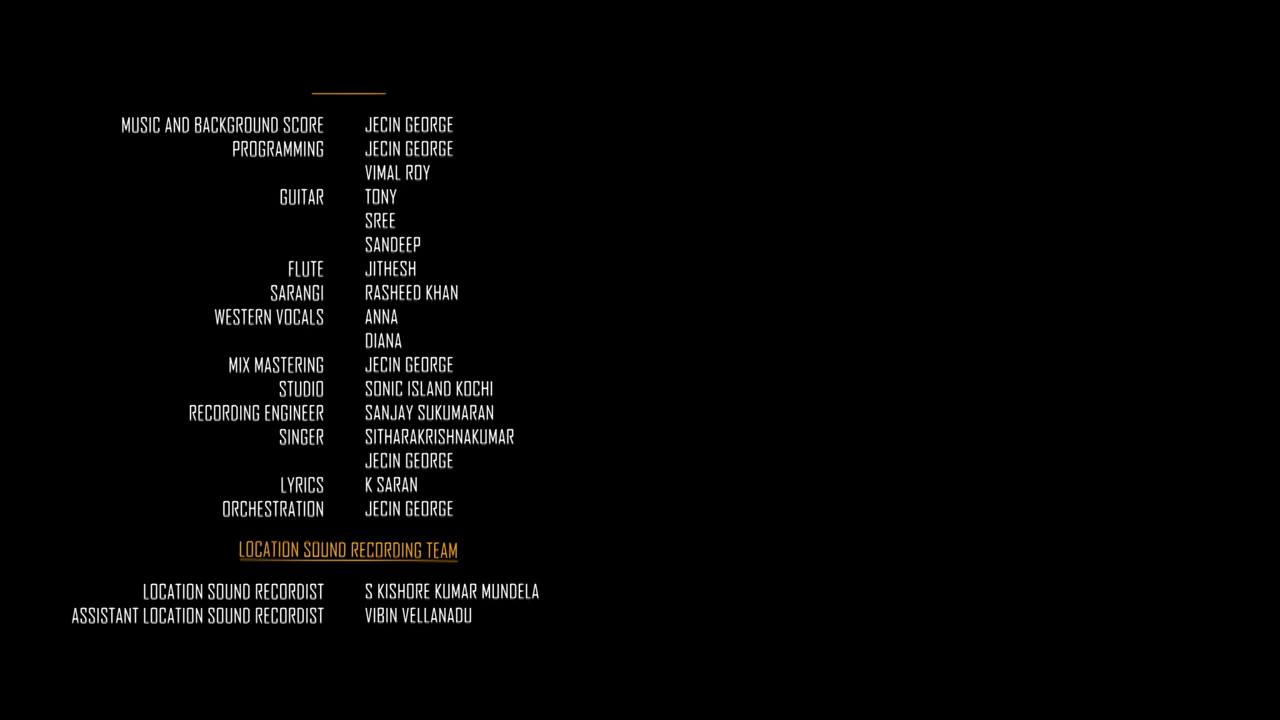 MUSIC AND BACKGROUND SCORE JECIN GEORGE
PROGRAMMING JECIN GEORGE
VIMAL ROY
GUITAR TONY
SREE
SANDEEP
FLUTE JITHESH
SARANGI RASHEED KHAN
WESTERN VOCALS ANNA
DIANA
MIX MASTERING JECIN GEORGE
STUDIO SONIC ISLAND KOCHI
RECORDING ENGINEER SANJAY SUKUMARAN
SINGER SITHARAKRISHNAKUMAR
JECIN GEORGE
LYRICS K SARAN
ORCHESTRATION JECIN GEORGE
LOCATION SOUND RECORDING TEAM
LOCATION SOUND RECORDIST S KISHORE KUMAR MUNDELA
ASSISTANT LOCATION SOUND RECORDIST VIBIN VELLANADU